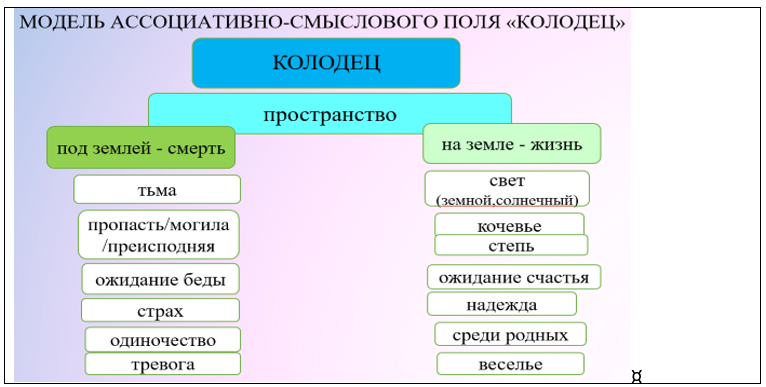 МОДЕЛЬ АССОЦИАТИВНО-СМЫСЛОВОГО ПОЛЯ «КОЛОДЕЦ»
КОЛОДЕЦ
пространство
под землей - смерть
тьма
пропасть/могила
/преисподняя
ожидание беды
страх
одиночество
тревога
на земле - жизнь
свет
(земной,солнечный)
кочевье
степь
ожидание счастья
надежда
среди родных
веселье